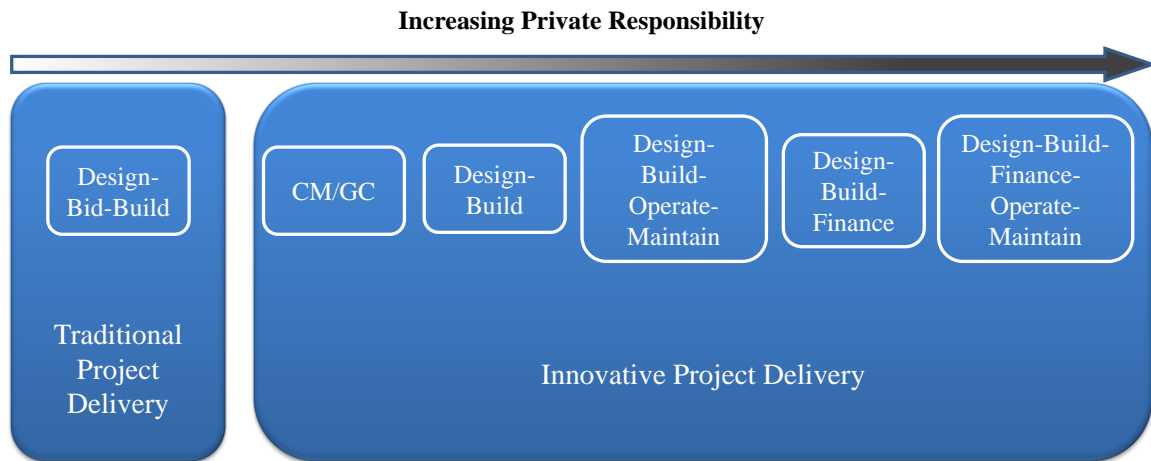 Increasing Private Responsibility
Design-
Bid-Build
CM/GC
Design-
Build
Design-
Build-
Operate-
Maintain
Design-
Build-
Finance
Design-Build-
Finance-
Operate-
Maintain
Traditional
Project
Delivery
Innovative Project Delivery